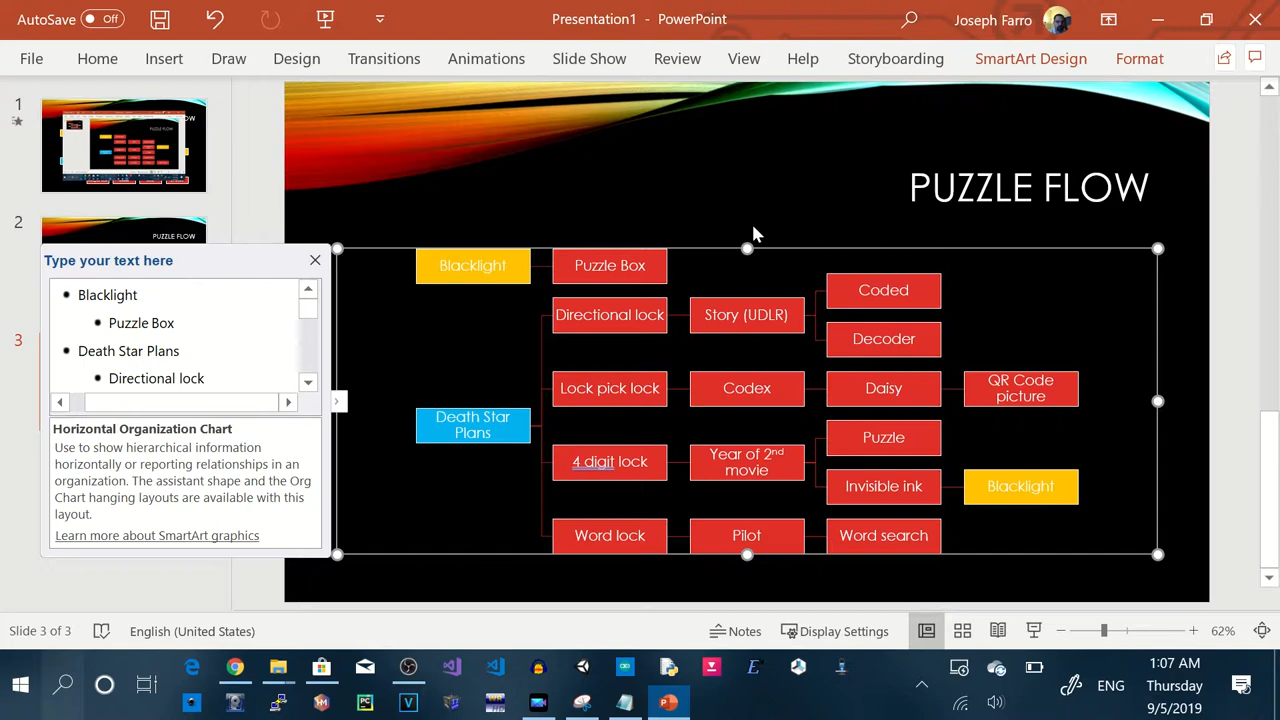 AutoSave Off
Presentation1 - PowerPoint
Joseph Farro
File Home Insert Draw Design Transitions Animations Slide Show Review View Help Storyboarding SmartArt Design Format
1
PUZZLE FLOW
2
PUZZLE FLOW
3
Type your text here
Blacklight
Puzzle Box
Death Star Plans
Directional lock
Horizontal Organization Chart
Use to show hierarchical information
horizontally or reporting relationships in an
organization. The assistant shape and the Org
Chart hanging layouts are available with this
layout.
Learn more about SmartArt graphics
PUZZLE FLOW
Blacklight
Puzzle Box
Directional lock
Story (UDLR)
Coded
Decoder
Lock pick lock
Codex
Daisy
QR Code
picture
Death Star
Plans
4 digit lock
Year of 2nd
movie
Puzzle
Invisible ink
Blacklight
Word lock
Pilot
Word search
Slide 3 of 3
English (United States)
Notes
Display Settings
62%
ENG
1:07 AM
Thursday
9/5/2019